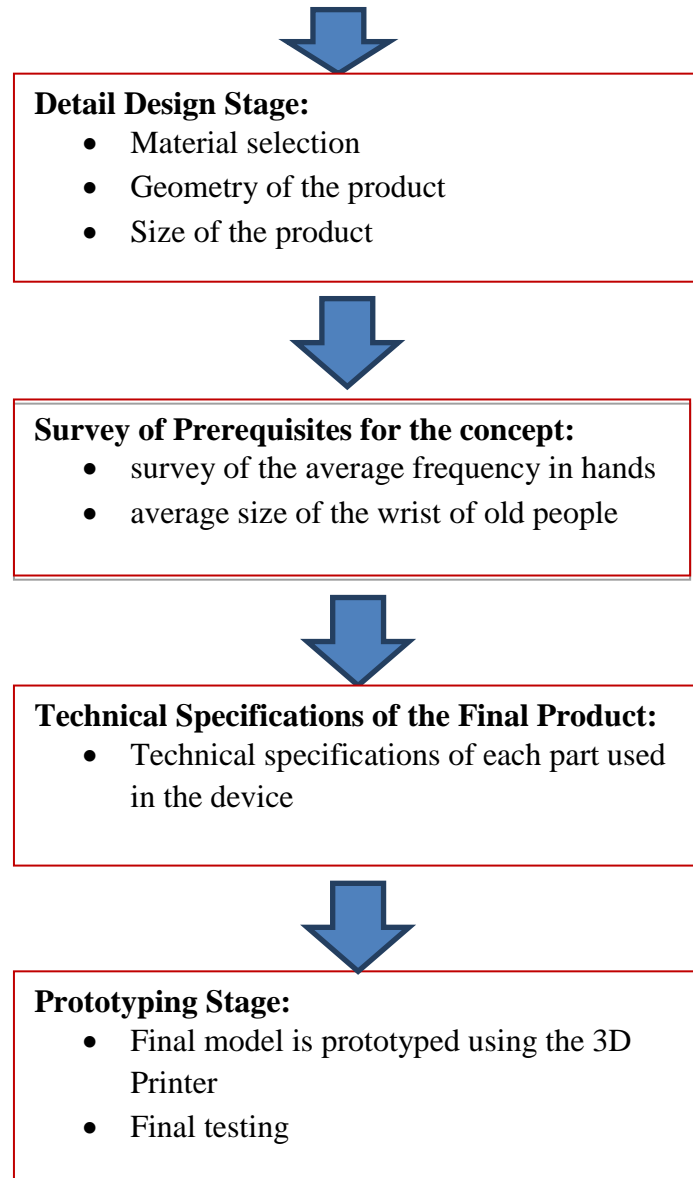 Detail Design Stage:
• Material selection
• Geometry of the product
• Size of the product
Survey of Prerequisites for the concept:
• survey of the average frequency in hands
• average size of the wrist of old people
Technical Specifications of the Final Product:
• Technical specifications of each part used
in the device
Prototyping Stage:
• Final model is prototyped using the 3D
Printer
• Final testing